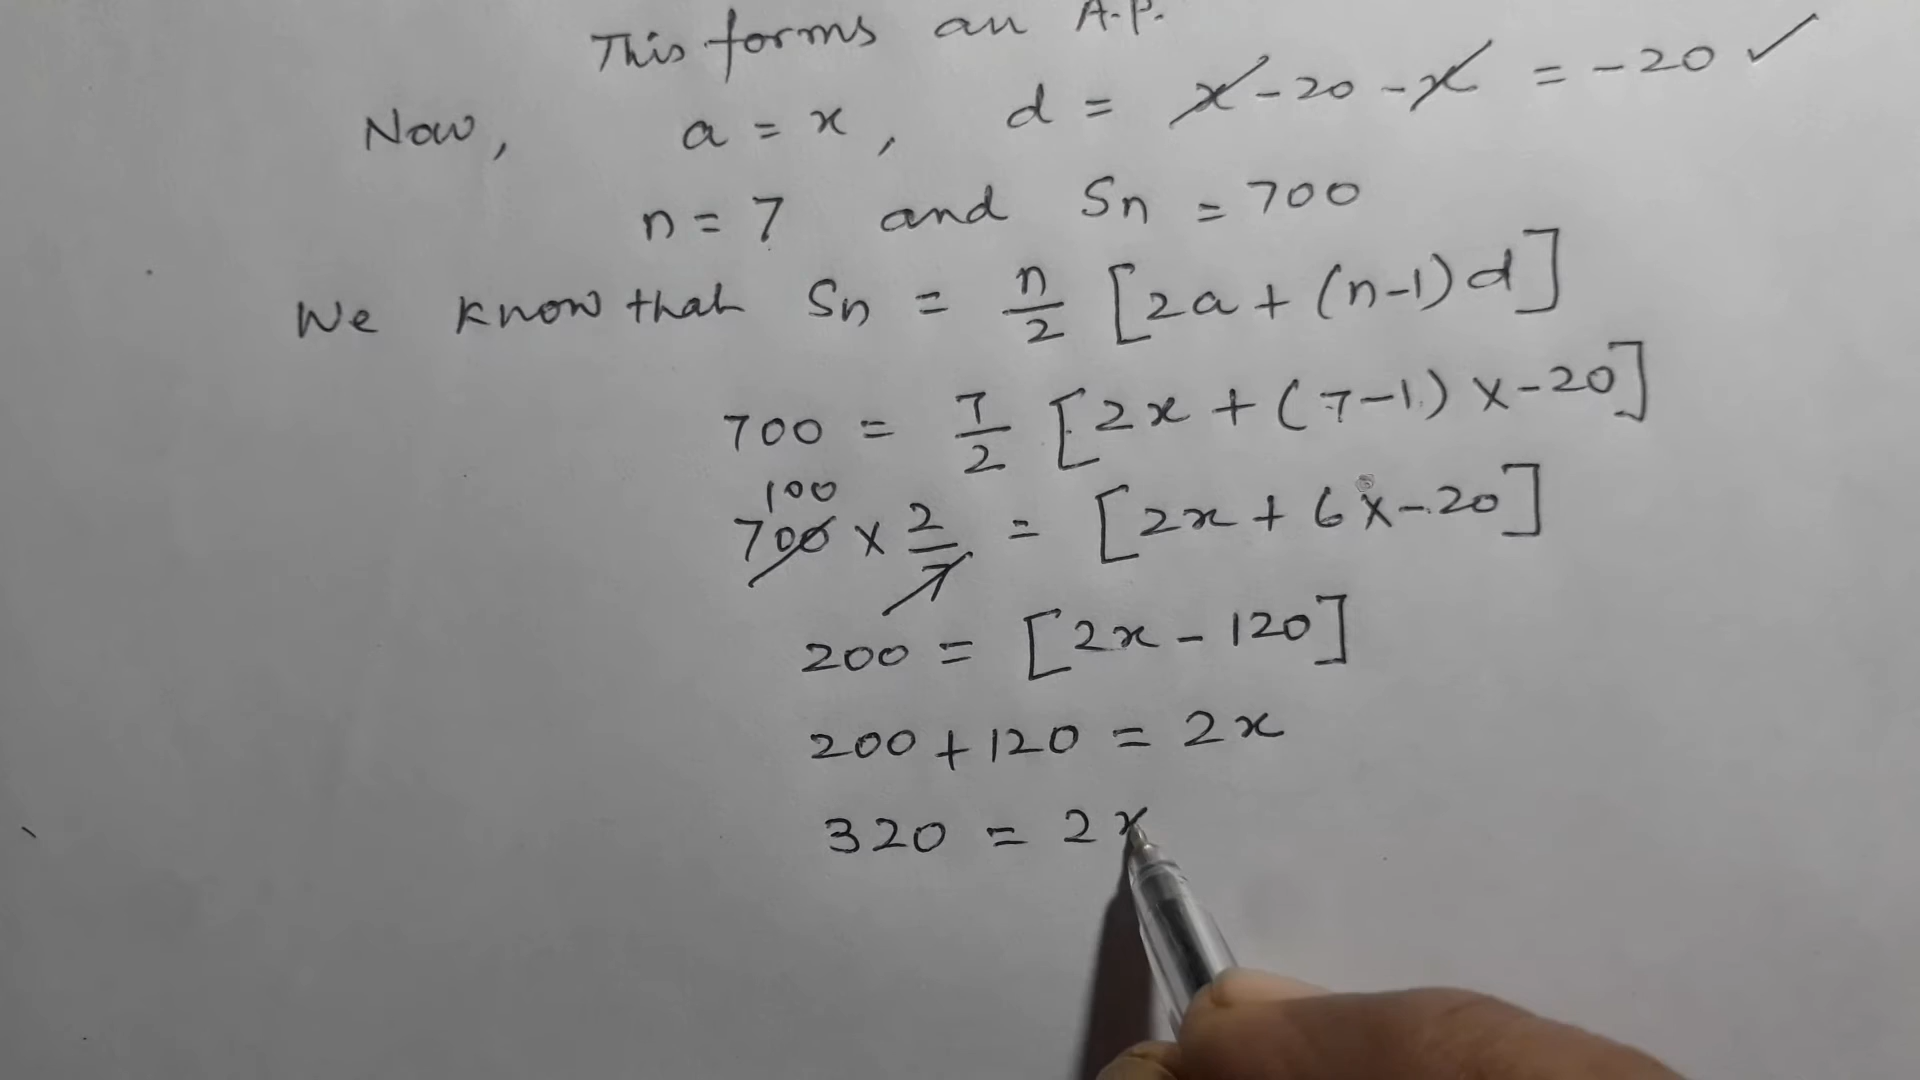 This forms an A.P.
Now, a = x, d = x - 20 - x = -20 ✓
n = 7 and Sn = 700
We know that Sn = n/2 [2a + (n-1) d]
700 = 7/2 [2x + (7-1) x -20]
100
700 x 2/7 = [2x + 6 x -20]
200 = [2x - 120]
200 + 120 = 2x
320 = 2x